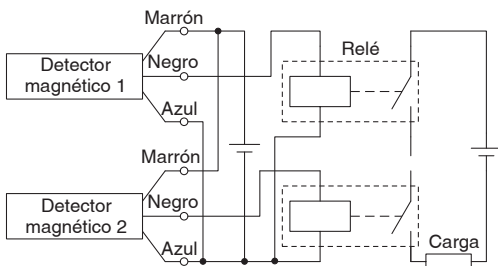 Marrón
Detector
magnético 1
Negro
Azul
Relé
Marrón
Detector
magnético 2
Negro
Azul
Carga